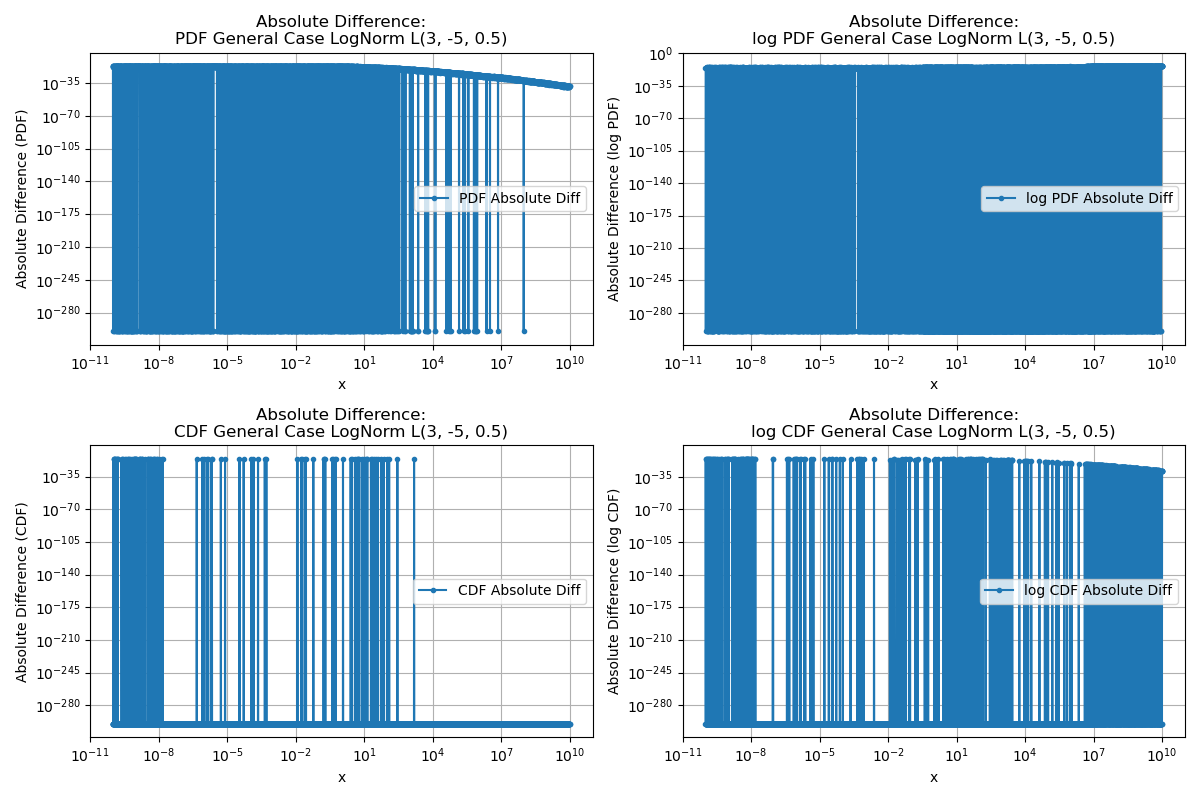 Absolute Difference:
PDF General Case LogNorm L(3, -5, 0.5)
Absolute Difference (PDF)
10^-35
10^-70
10^-105
10^-140
10^-175
10^-210
10^-245
10^-280
PDF Absolute Diff
10^-11 10^-8 10^-5 10^-2 10^1 10^4 10^7 10^10
x
Absolute Difference:
log PDF General Case LogNorm L(3, -5, 0.5)
Absolute Difference (log PDF)
10^0
10^-35
10^-70
10^-105
10^-140
10^-175
10^-210
10^-245
10^-280
log PDF Absolute Diff
10^-11 10^-8 10^-5 10^-2 10^1 10^4 10^7 10^10
x
Absolute Difference:
CDF General Case LogNorm L(3, -5, 0.5)
Absolute Difference (CDF)
10^-35
10^-70
10^-105
10^-140
10^-175
10^-210
10^-245
10^-280
CDF Absolute Diff
10^-11 10^-8 10^-5 10^-2 10^1 10^4 10^7 10^10
x
Absolute Difference:
log CDF General Case LogNorm L(3, -5, 0.5)
Absolute Difference (log CDF)
10^-35
10^-70
10^-105
10^-140
10^-175
10^-210
10^-245
10^-280
log CDF Absolute Diff
10^-11 10^-8 10^-5 10^-2 10^1 10^4 10^7 10^10
x